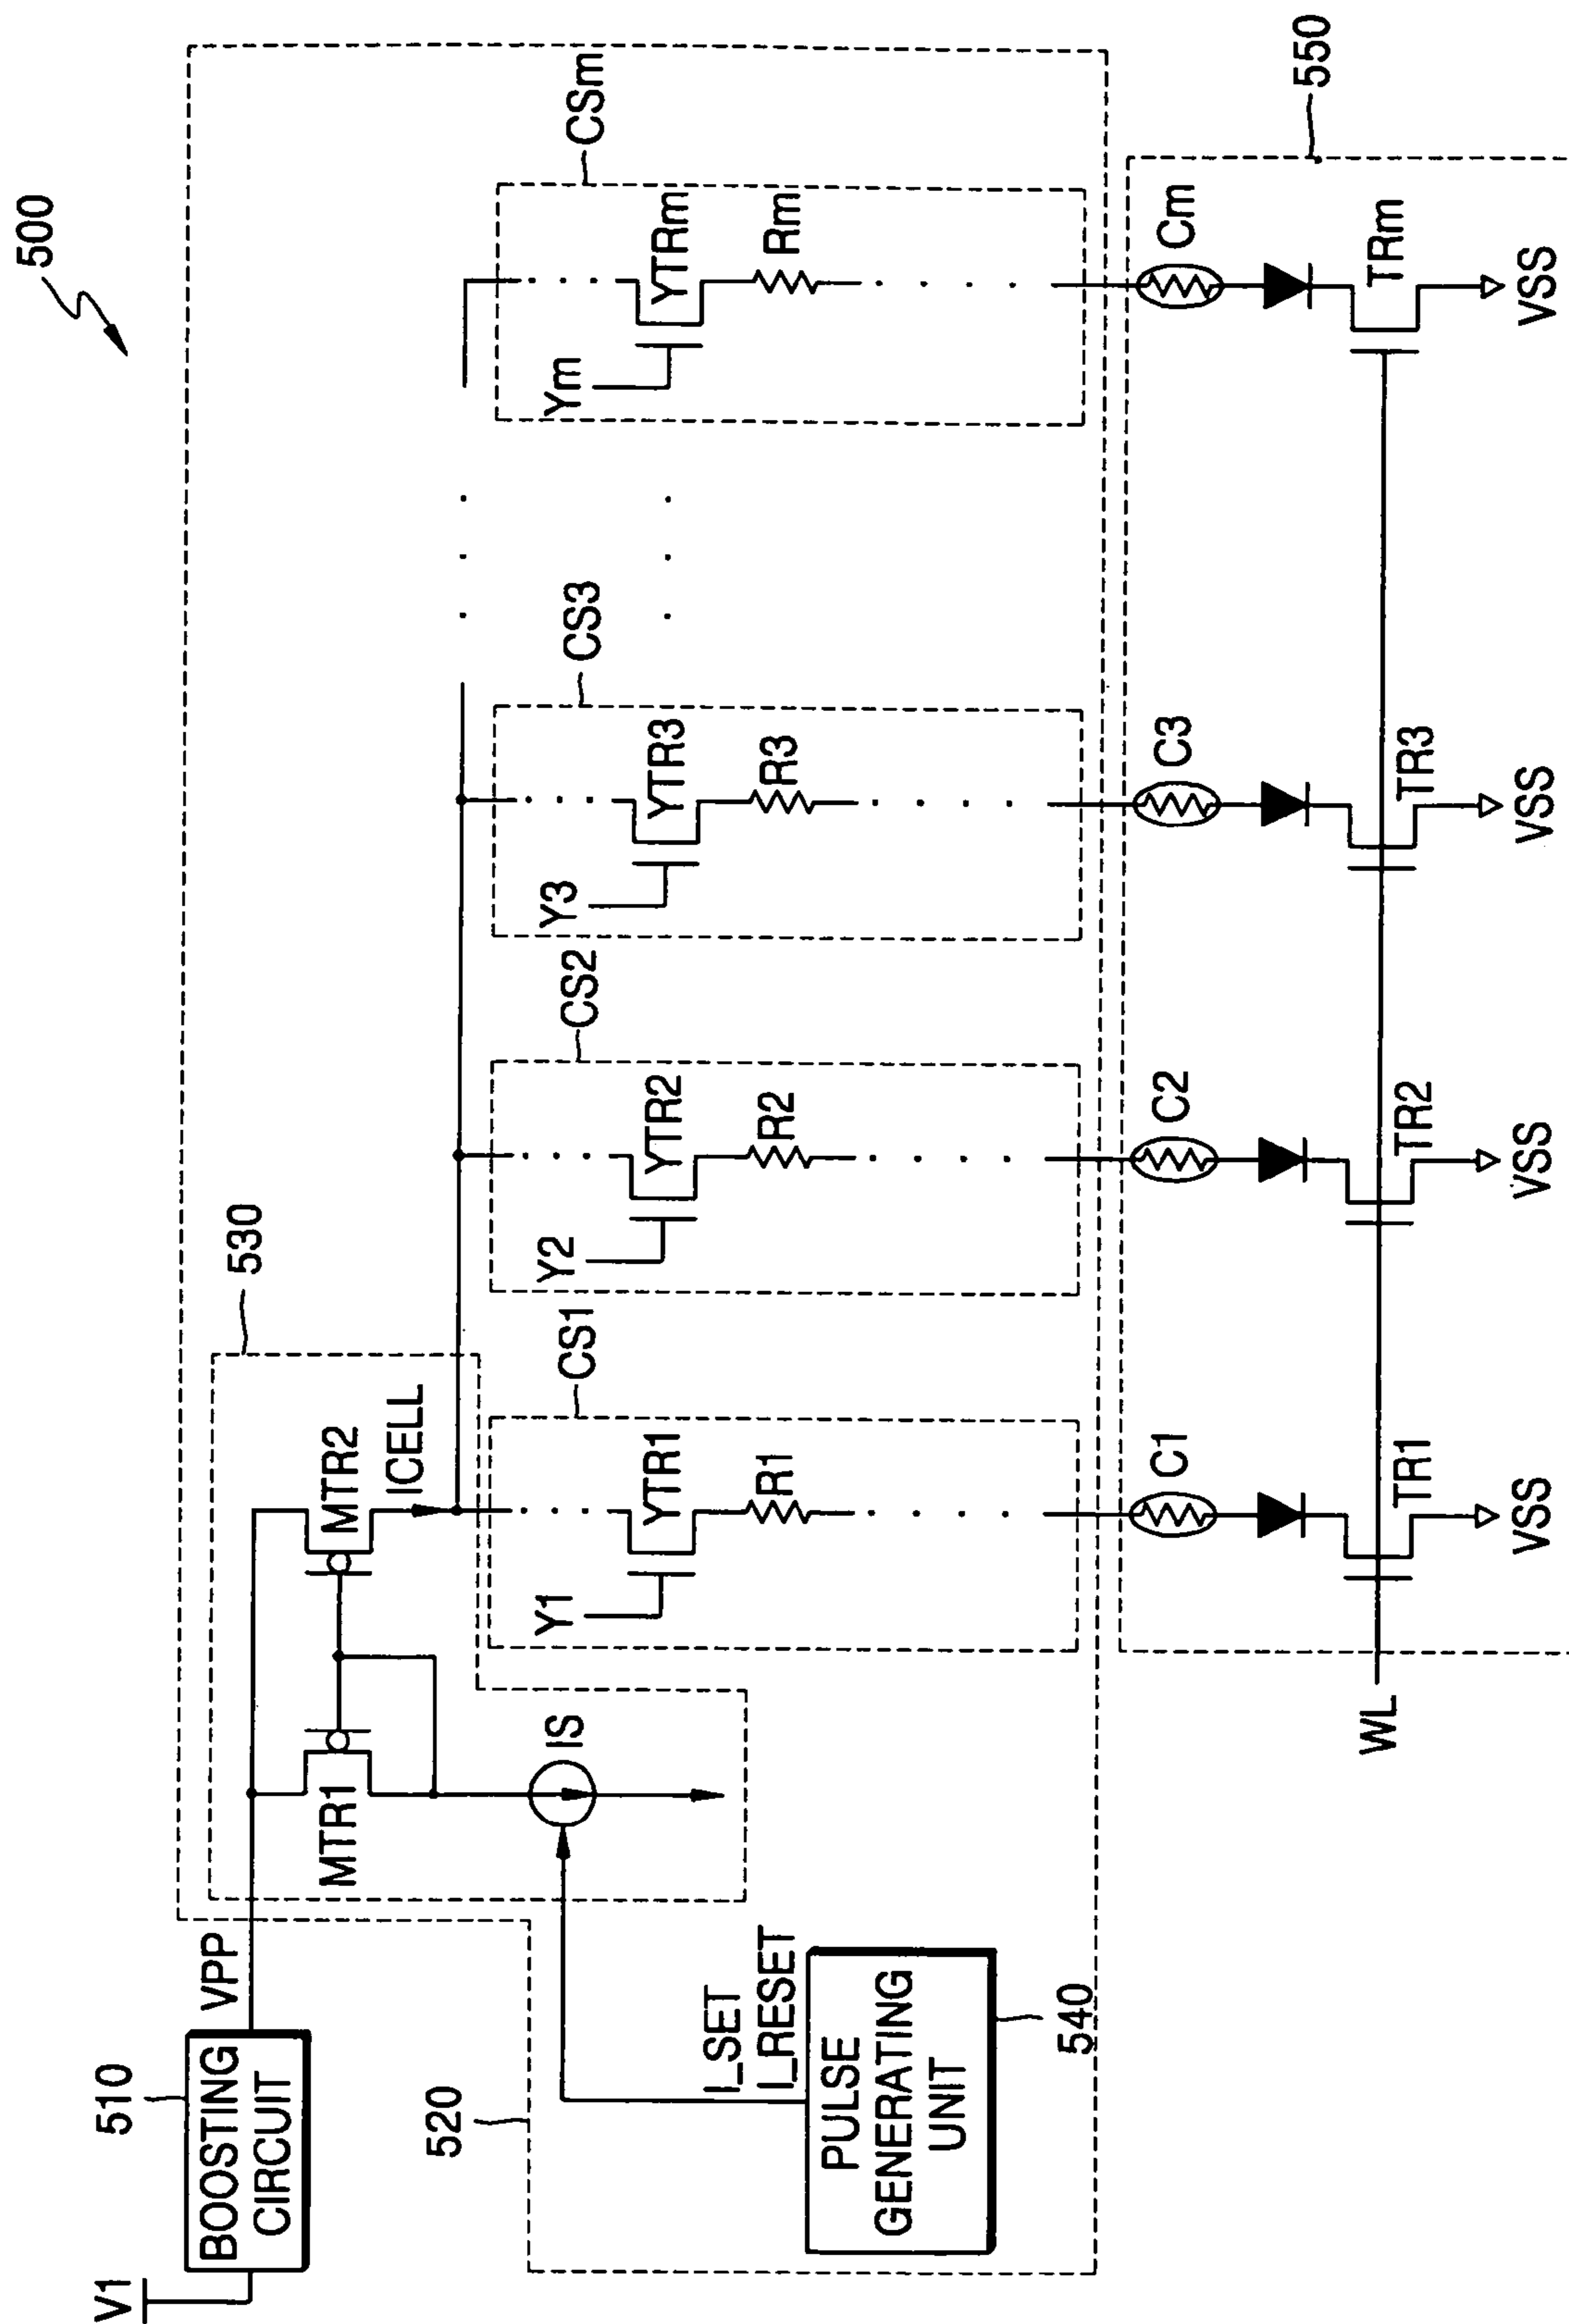 500
V1
510
BOOSTING
CIRCUIT
VPP
520
530
MTR1
MTR2
ICELL
IS
I_SET
I_RESET
PULSE
GENERATING
UNIT
540
CS1
Y1
YTR1
R1
CS2
Y2
YTR2
R2
CS3
Y3
YTR3
R3
CSm
Ym
YTRm
Rm
550
C1
C2
C3
Cm
WL
TR1
TR2
TR3
TRm
VSS
VSS
VSS
VSS